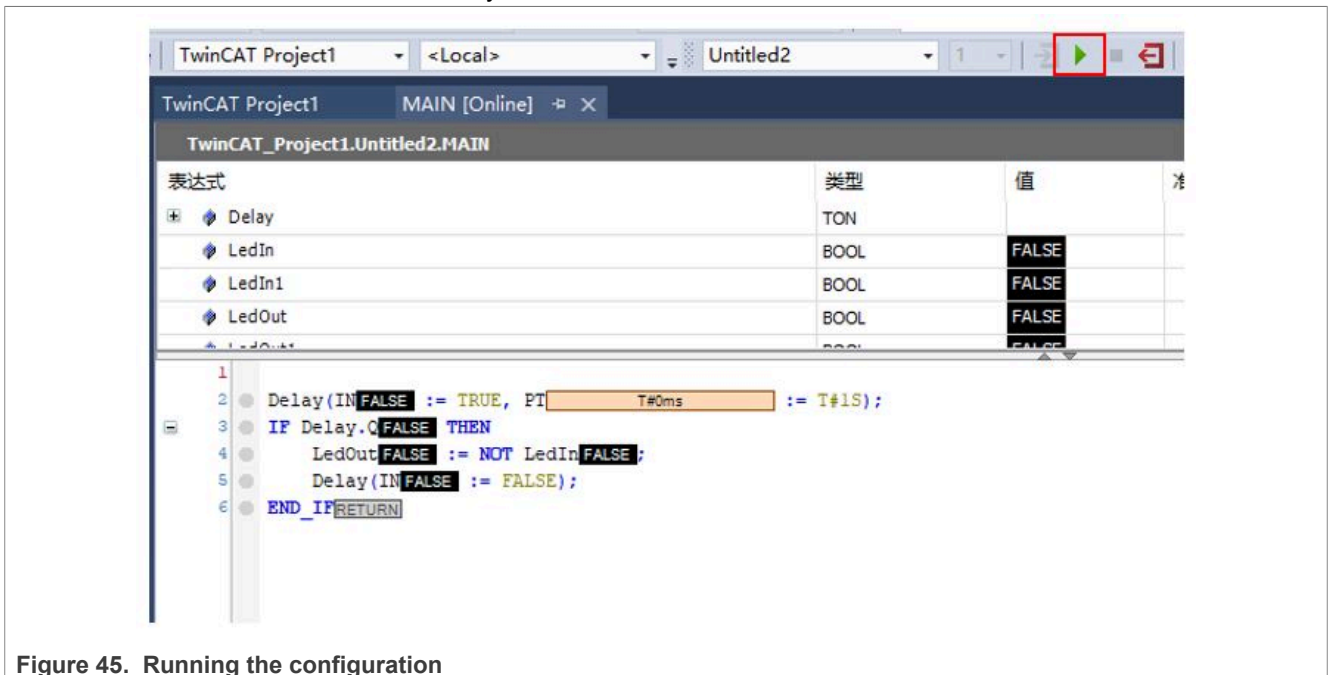 TwinCAT Project1 <Local> Untitled2 1
TwinCAT Project1 MAIN [Online]
TwinCAT_Project1.Untitled2.MAIN
表达式 类型 值
Delay TON
LedIn BOOL FALSE
LedIn1 BOOL FALSE
LedOut BOOL FALSE
1
2 Delay(IN FALSE := TRUE, PT T#0ms := T#1S);
3 IF Delay.Q FALSE THEN
4 LedOut FALSE := NOT LedIn FALSE;
5 Delay(IN FALSE := FALSE);
6 END_IF RETURN
Figure 45. Running the configuration